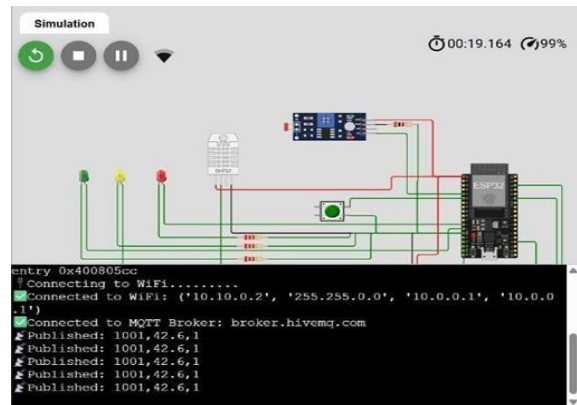 Simulation
00:19.164 99%
DHT22
ESP32
entry 0x400805cc
Connecting to WiFi.........
Connected to WiFi: ('10.10.0.2', '255.255.0.0', '10.0.0.1', '10.0.0
.1')
Connected to MQTT Broker: broker.hivemq.com
Published: 1001,42.6,1
Published: 1001,42.6,1
Published: 1001,42.6,1
Published: 1001,42.6,1
Published: 1001,42.6,1